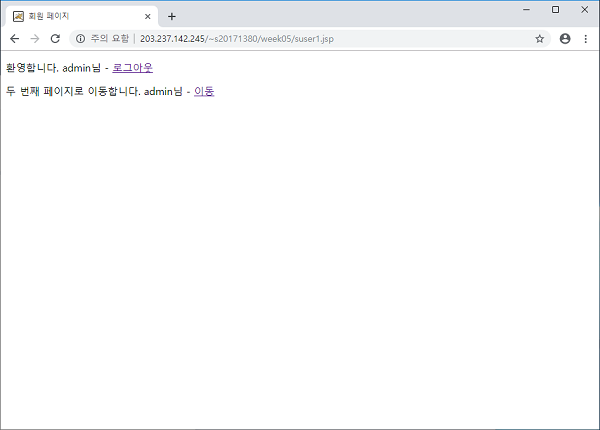 회원 페이지
주의 요함 | 203.237.142.245/~s20171380/week05/suser1.jsp
환영합니다. admin님 - 로그아웃
두 번째 페이지로 이동합니다. admin님 - 이동